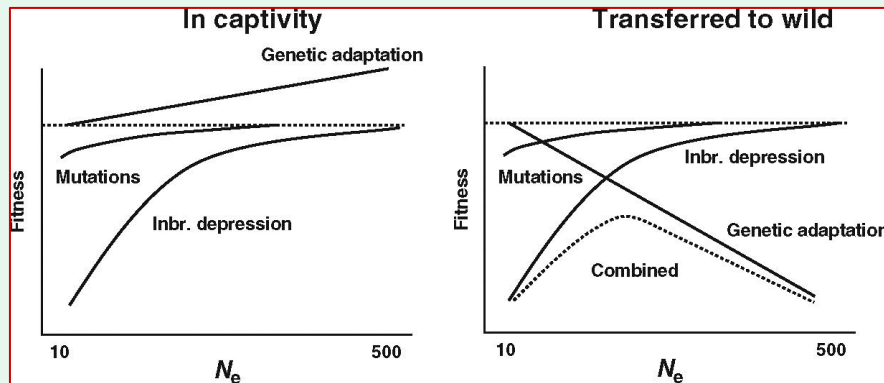 In captivity
Genetic adaptation
Mutations
Inbr. depression
Fitness
10
500
Ne
Transferred to wild
Inbr. depression
Mutations
Genetic adaptation
Combined
Fitness
10
500
Ne